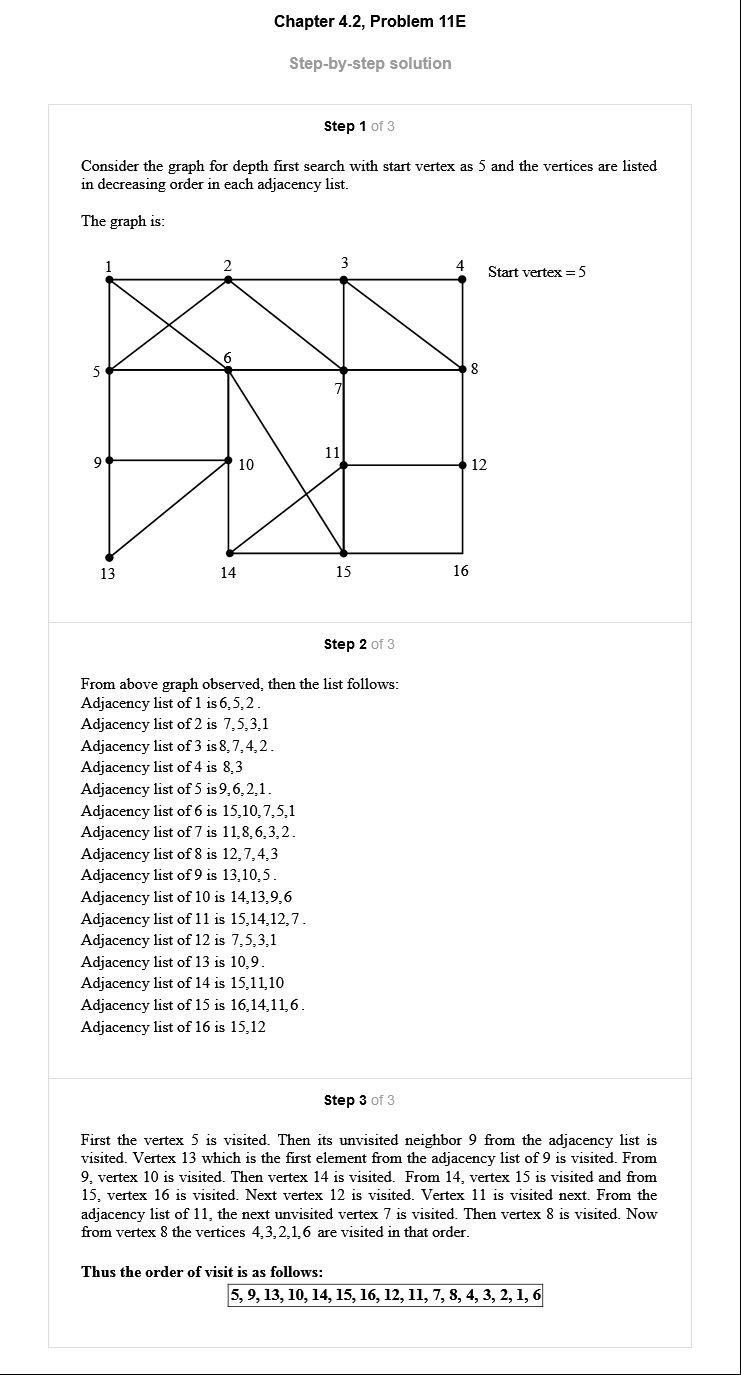 Chapter 4.2, Problem 11E
Step-by-step solution
Step 1 of 3
Consider the graph for depth first search with start vertex as 5 and the vertices are listed
in decreasing order in each adjacency list.
The graph is:
1
2
3
4
Start vertex = 5
5
6
7
8
9
10
11
12
13
14
15
16
Step 2 of 3
From above graph observed, then the list follows:
Adjacency list of 1 is 6,5,2.
Adjacency list of 2 is 7,5,3,1
Adjacency list of 3 is 8,7,4,2.
Adjacency list of 4 is 8,3
Adjacency list of 5 is 9,6,2,1.
Adjacency list of 6 is 15,10,7,5,1
Adjacency list of 7 is 11,8,6,3,2.
Adjacency list of 8 is 12,7,4,3
Adjacency list of 9 is 13,10,5.
Adjacency list of 10 is 14,13,9,6
Adjacency list of 11 is 15,14,12,7.
Adjacency list of 12 is 7,5,3,1
Adjacency list of 13 is 10,9.
Adjacency list of 14 is 15,11,10
Adjacency list of 15 is 16,14,11,6.
Adjacency list of 16 is 15,12
Step 3 of 3
First the vertex 5 is visited. Then its unvisited neighbor 9 from the adjacency list is
visited. Vertex 13 which is the first element from the adjacency list of 9 is visited. From
9, vertex 10 is visited. Then vertex 14 is visited. From 14, vertex 15 is visited and from
15, vertex 16 is visited. Next vertex 12 is visited. Vertex 11 is visited next. From the
adjacency list of 11, the next unvisited vertex 7 is visited. Then vertex 8 is visited. Now
from vertex 8 the vertices 4,3,2,1,6 are visited in that order.
Thus the order of visit is as follows:
5, 9, 13, 10, 14, 15, 16, 12, 11, 7, 8, 4, 3, 2, 1, 6